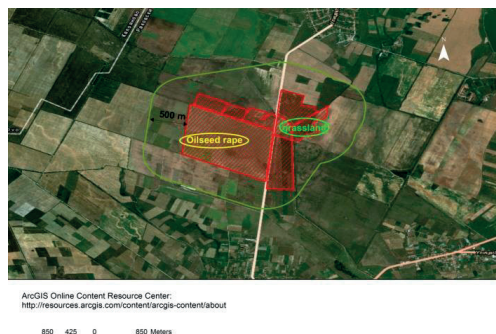 500 m
Oilseed rape
Grassland
ArcGIS Online Content Resource Center:
http://resources.arcgis.com/content/arcgis-content/about
850 425 0 850 Meters